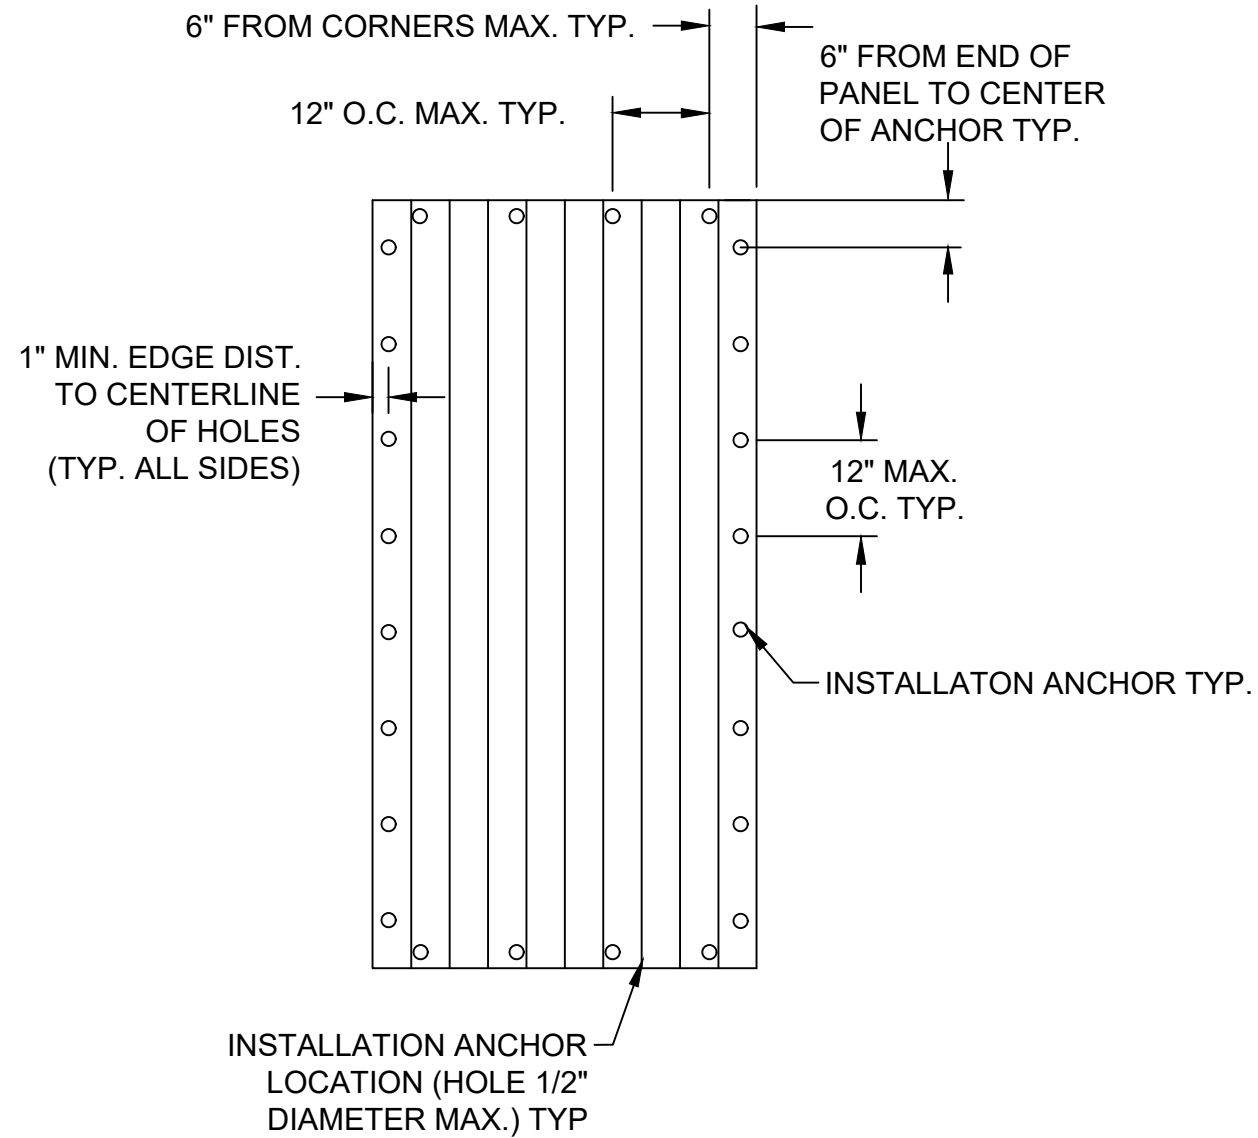 6" FROM CORNERS MAX. TYP.
6" FROM END OF
PANEL TO CENTER
OF ANCHOR TYP.
12" O.C. MAX. TYP.
1" MIN. EDGE DIST.
TO CENTERLINE
OF HOLES
(TYP. ALL SIDES)
12" MAX.
O.C. TYP.
INSTALLATON ANCHOR TYP.
INSTALLATION ANCHOR
LOCATION (HOLE 1/2"
DIAMETER MAX.) TYP